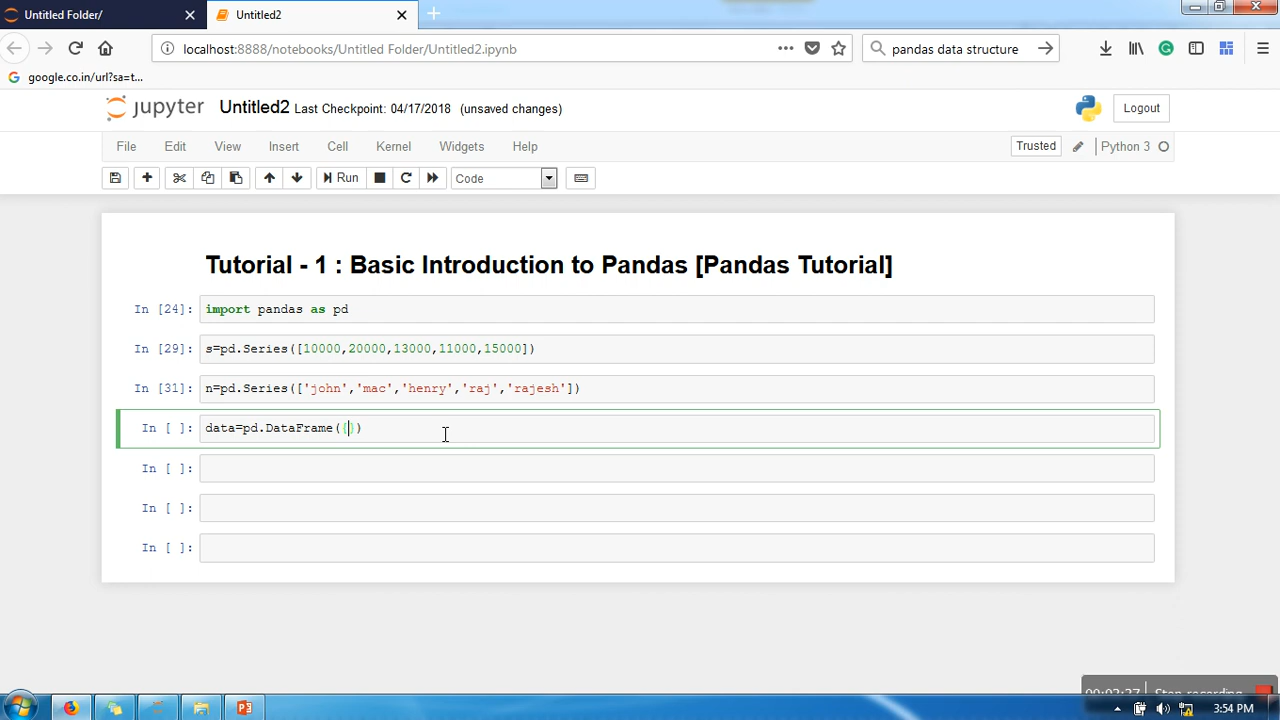 Untitled Folder/
Untitled2
localhost:8888/notebooks/Untitled Folder/Untitled2.ipynb
pandas data structure
google.co.in/url?sa=t...
jupyter Untitled2 Last Checkpoint: 04/17/2018 (unsaved changes)
Logout
File Edit View Insert Cell Kernel Widgets Help
Trusted
Python 3
Run
Code
Tutorial - 1 : Basic Introduction to Pandas [Pandas Tutorial]
In [24]: import pandas as pd
In [29]: s=pd.Series([10000,20000,13000,11000,15000])
In [31]: n=pd.Series(['john','mac','henry','raj','rajesh'])
In [ ]: data=pd.DataFrame({})
In [ ]:
In [ ]:
In [ ]:
Stop recording
3:54 PM